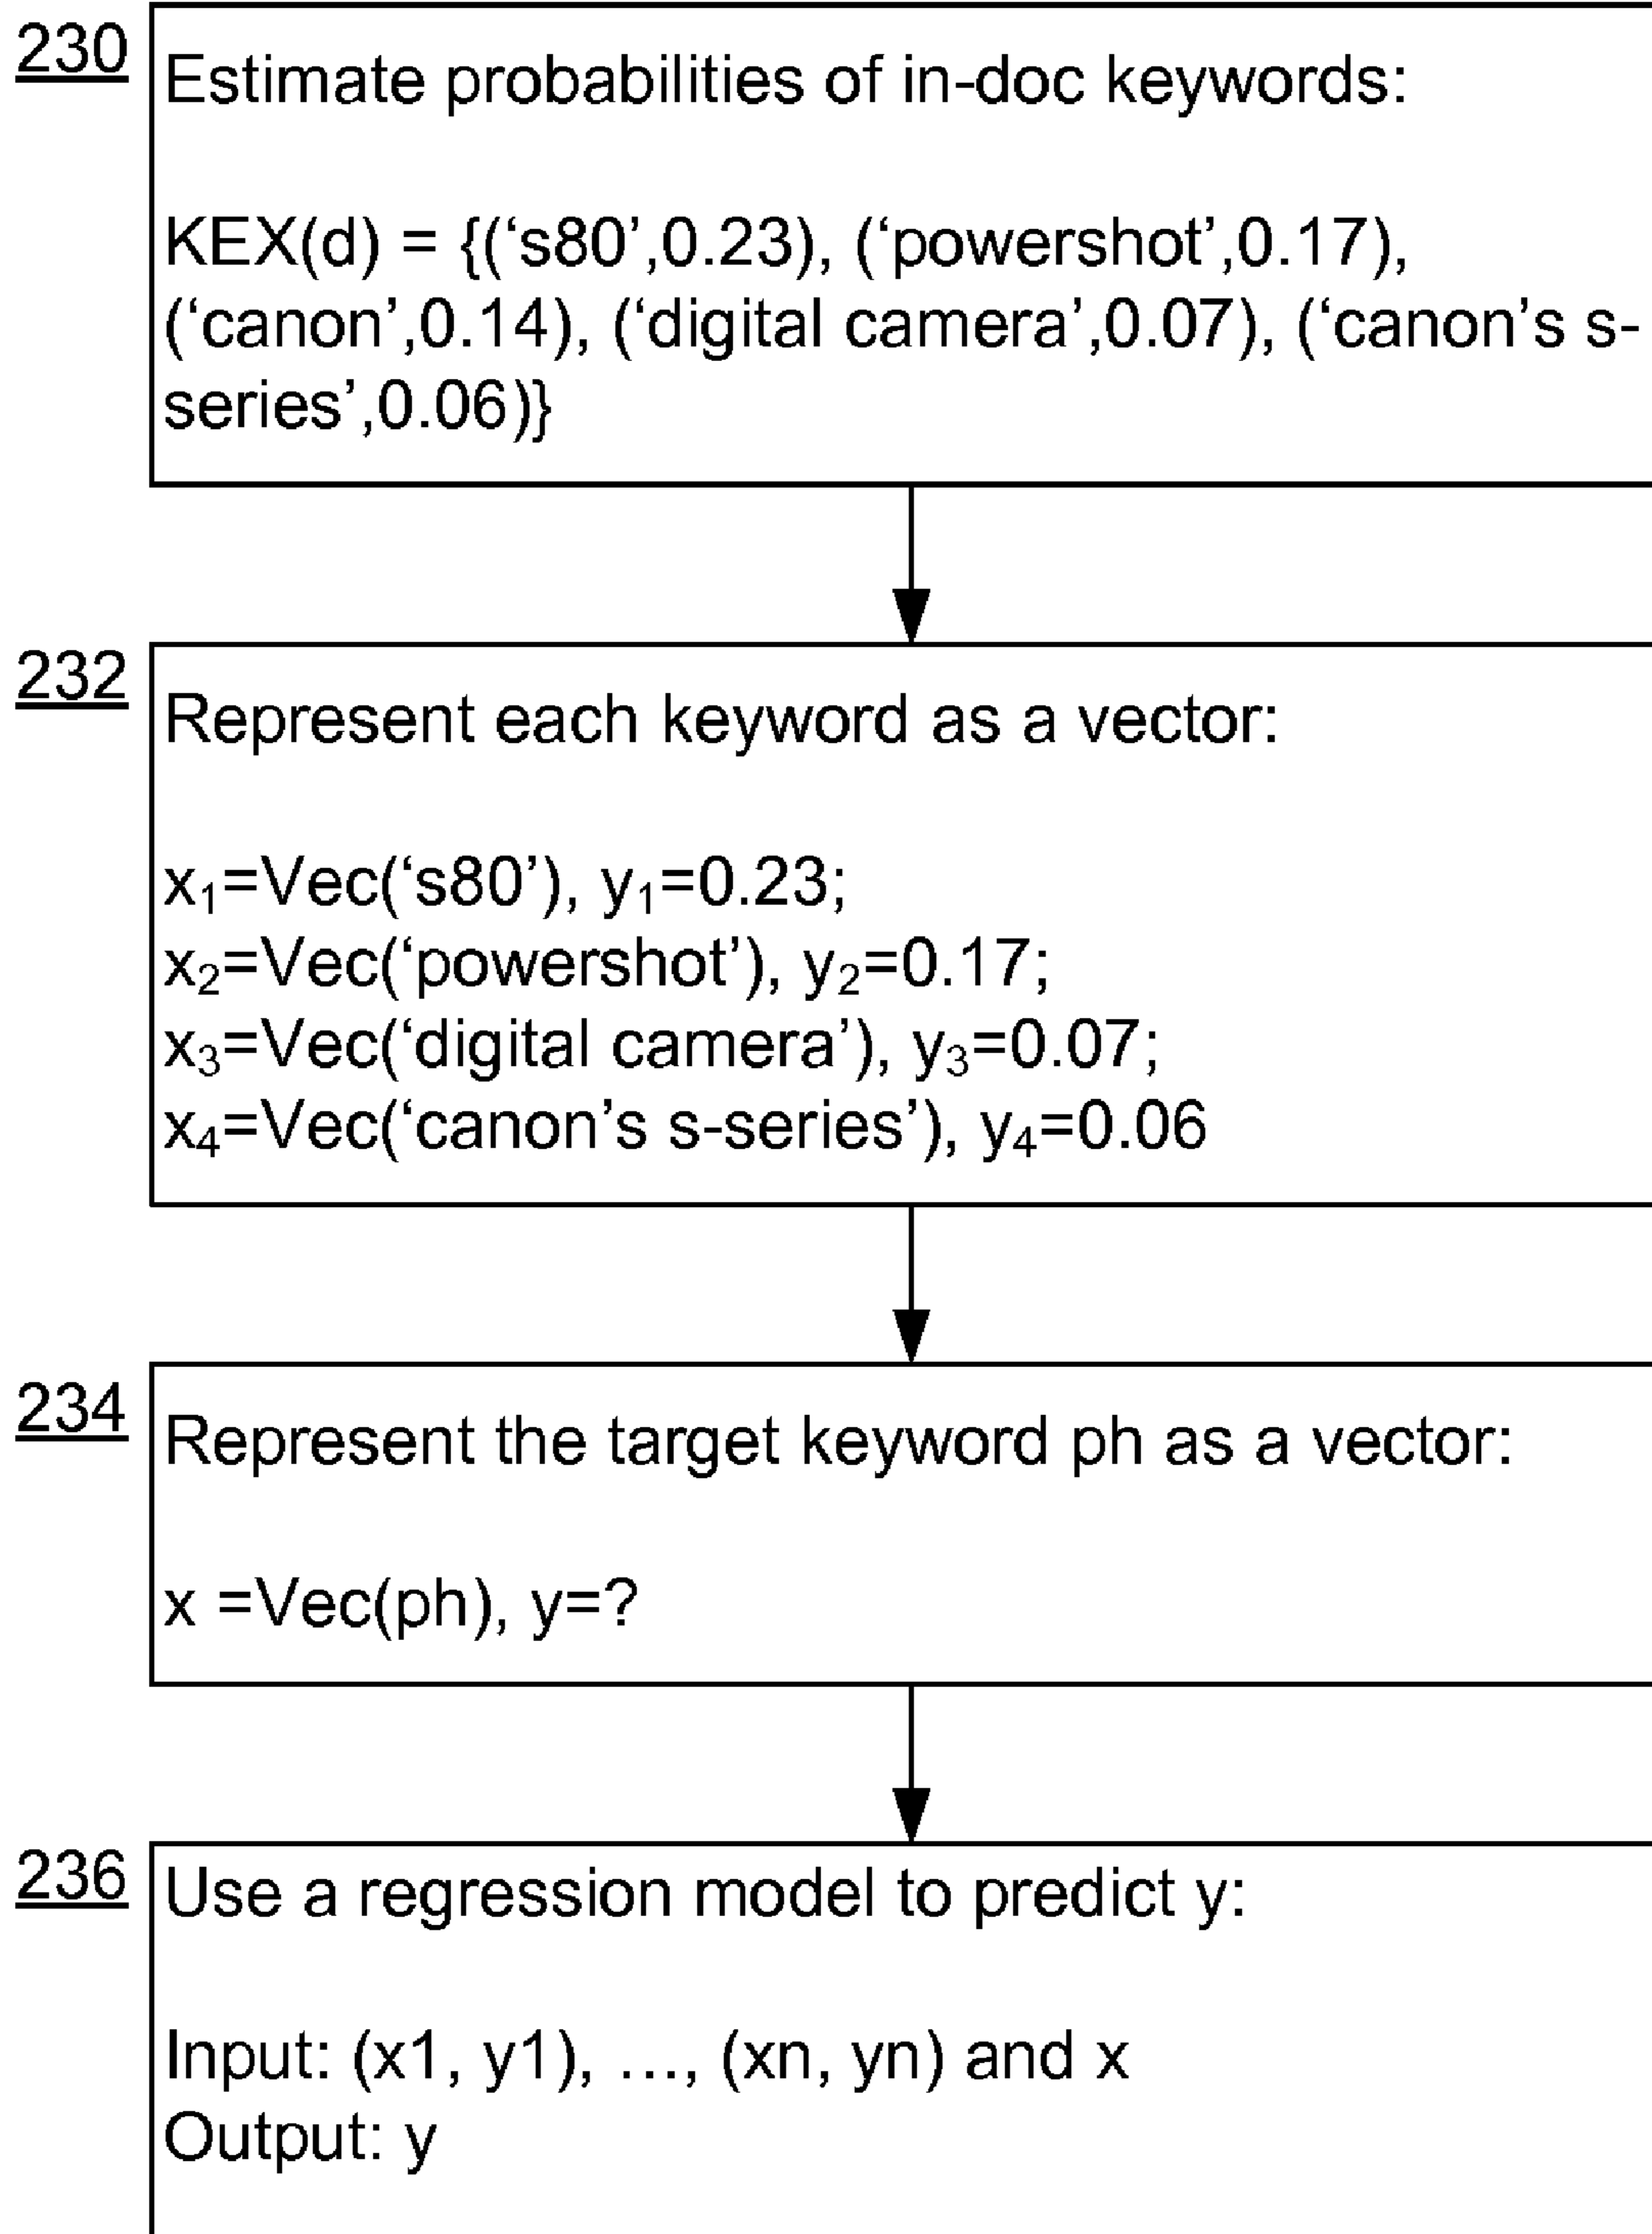 230
Estimate probabilities of in-doc keywords:
KEX(d) = {(‘s80’,0.23), (‘powershot’,0.17),
(‘canon’,0.14), (‘digital camera’,0.07), (‘canon’s s-
series’,0.06)}
232
Represent each keyword as a vector:
x₁=Vec(‘s80’), y₁=0.23;
x₂=Vec(‘powershot’), y₂=0.17;
x₃=Vec(‘digital camera’), y₃=0.07;
x₄=Vec(‘canon’s s-series’), y₄=0.06
234
Represent the target keyword ph as a vector:
x =Vec(ph), y=?
236
Use a regression model to predict y:
Input: (x1, y1), …, (xn, yn) and x
Output: y